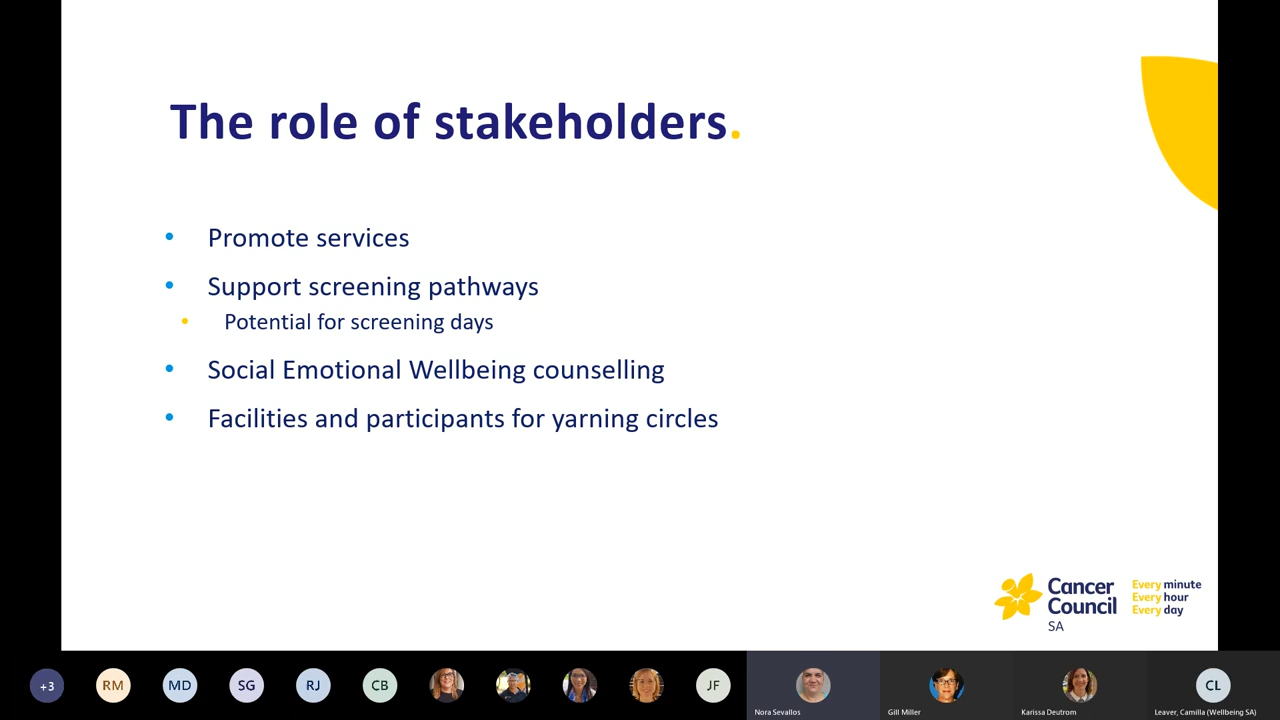 The role of stakeholders.
• Promote services
• Support screening pathways
• Potential for screening days
• Social Emotional Wellbeing counselling
• Facilities and participants for yarning circles
Cancer
Council
SA
Every minute
Every hour
Every day
+3
RM
MD
SG
RJ
CB
JF
CL
Nora Sevallos
Gill Miller
Karissa Deutrom
Leaver, Camilla (Wellbeing SA)